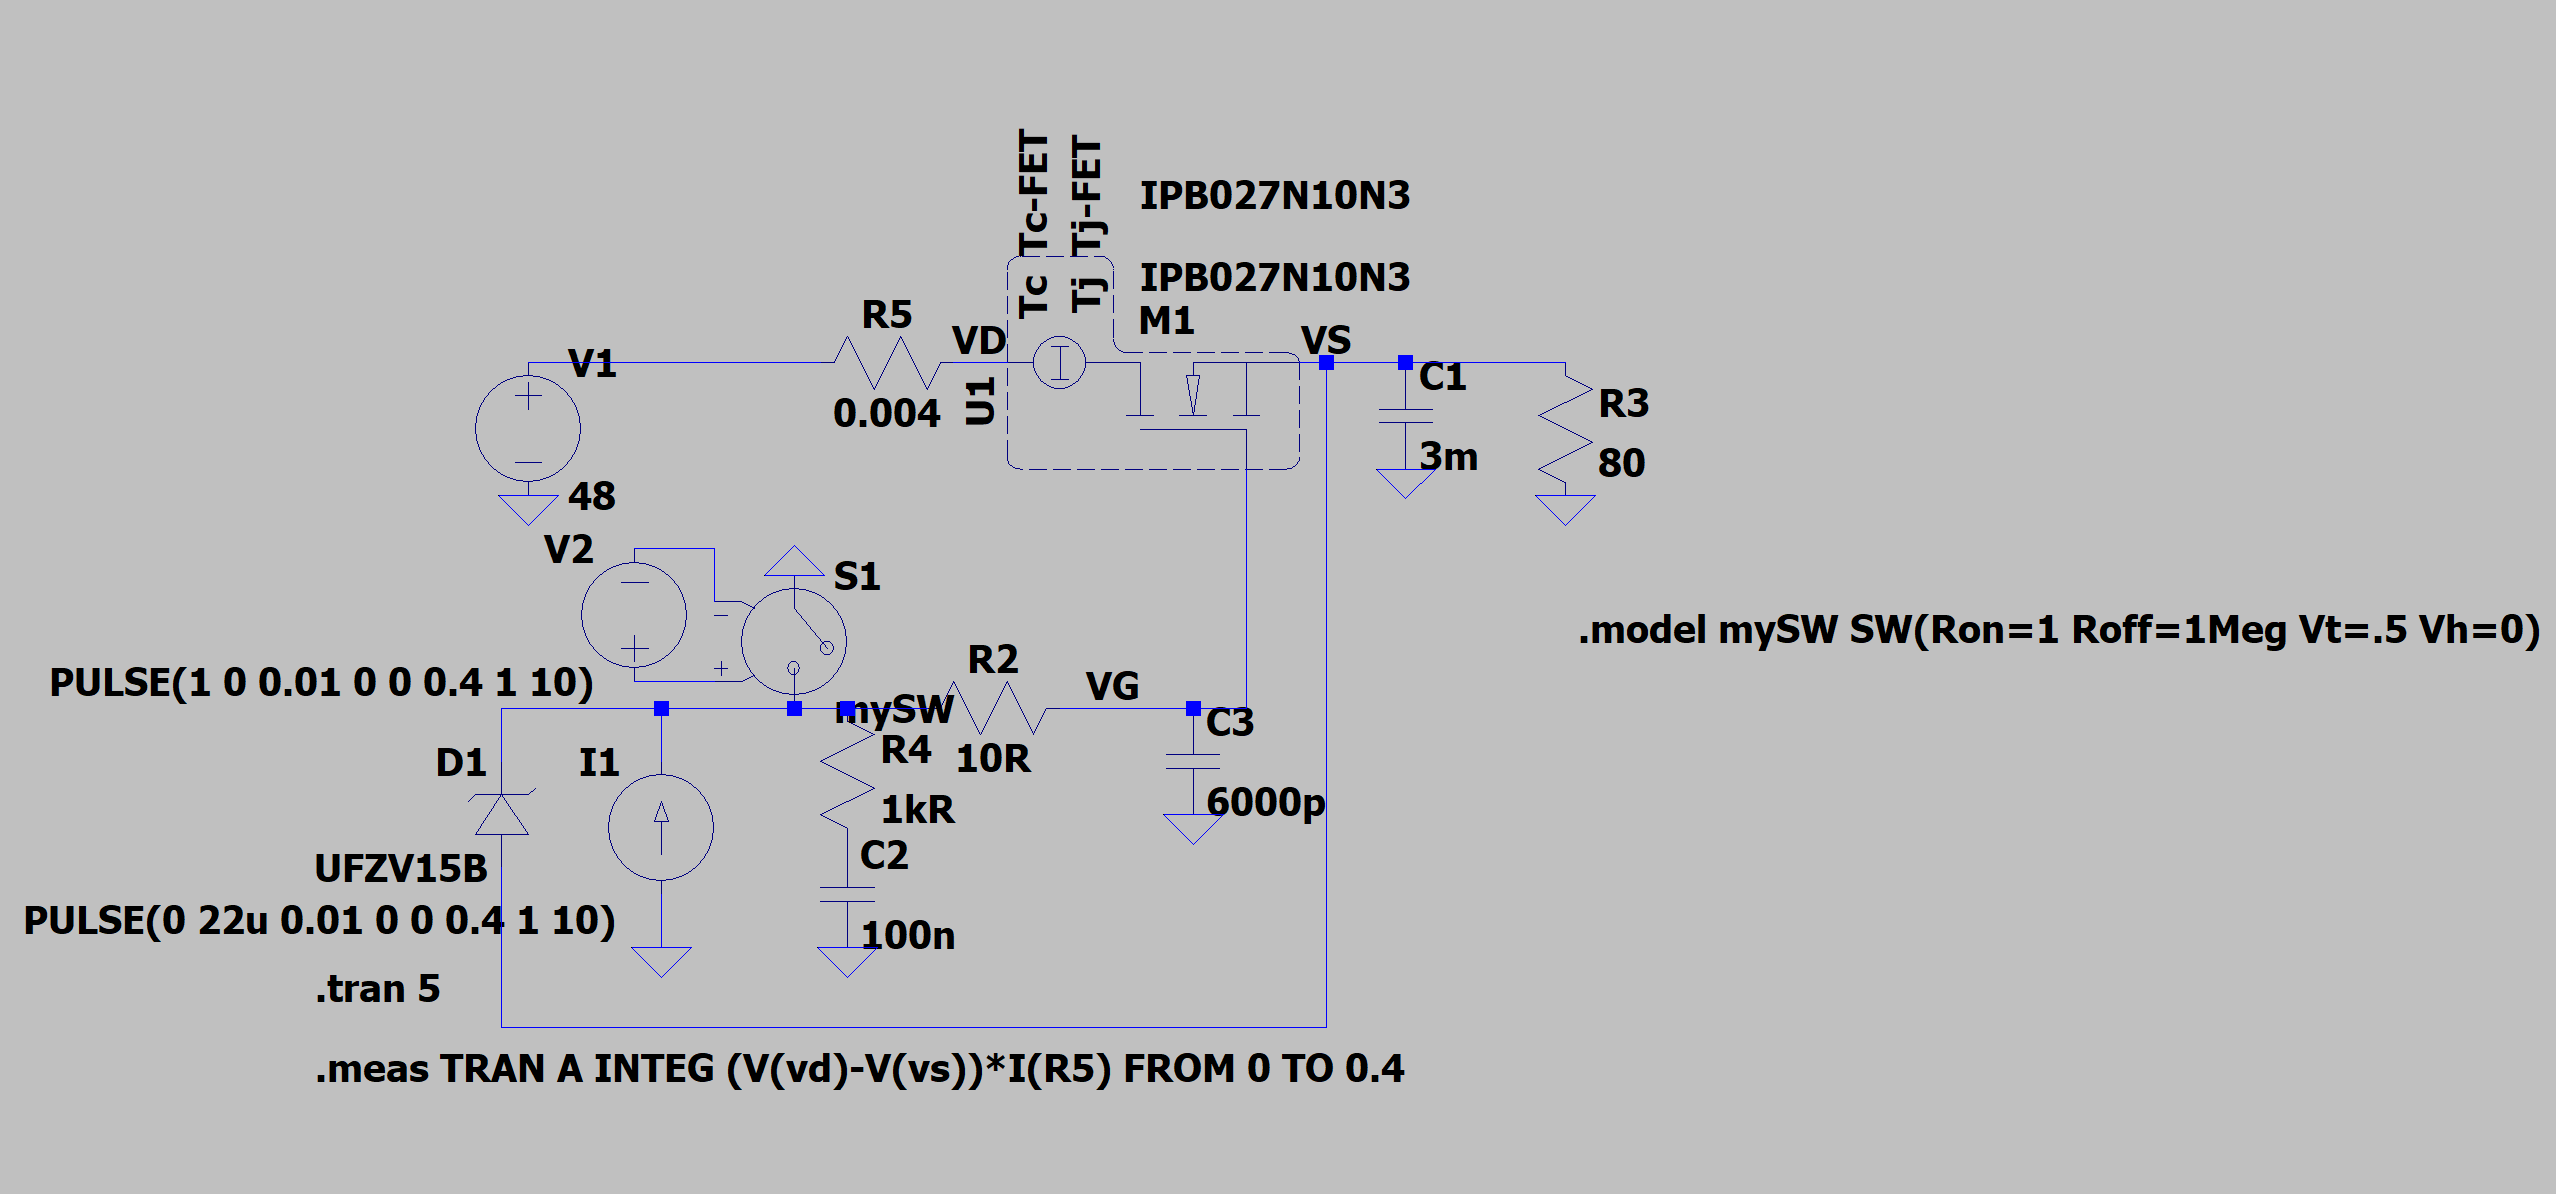 Tc-FET
Tj-FET
IPB027N10N3
Tc
Tj
IPB027N10N3
M1
R5
VD
VS
V1
C1
U1
R3
0.004
3m
80
48
V2
S1
.model mySW SW(Ron=1 Roff=1Meg Vt=.5 Vh=0)
R2
PULSE(1 0 0.01 0 0 0.4 1 10)
VG
mySW
C3
D1
I1
R4
10R
6000p
1kR
C2
UFZV15B
PULSE(0 22u 0.01 0 0 0.4 1 10)
100n
.tran 5
.meas TRAN A INTEG (V(vd)-V(vs))*I(R5) FROM 0 TO 0.4